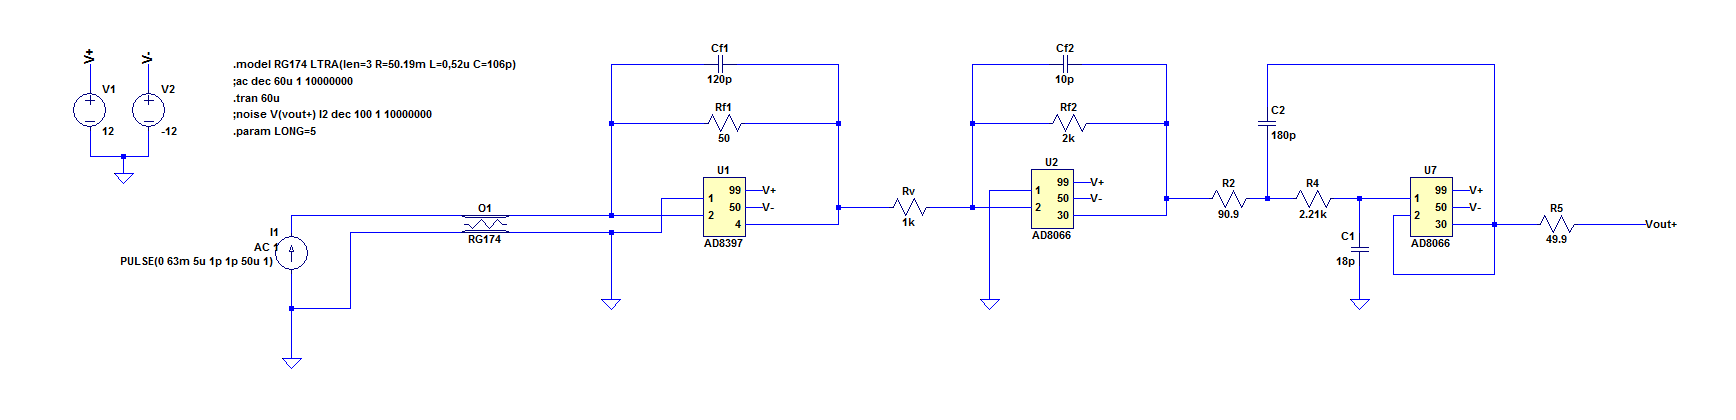 V+
V-
V1
12
V2
-12
.model RG174 LTRA(len=3 R=50.19m L=0,52u C=106p)
;ac dec 60u 1 10000000
.tran 60u
;noise V(vout+) I2 dec 100 1 10000000
.param LONG=5
I1
AC 1
PULSE(0 63m 5u 1p 1p 50u 1)
O1
RG174
Cf1
120p
Rf1
50
U1
1
2
99
50
4
V+
V-
AD8397
Rv
1k
Cf2
10p
Rf2
2k
U2
1
2
99
50
30
V+
V-
AD8066
R2
90.9
C2
180p
R4
2.21k
C1
18p
U7
1
2
99
50
30
V+
V-
AD8066
R5
49.9
Vout+